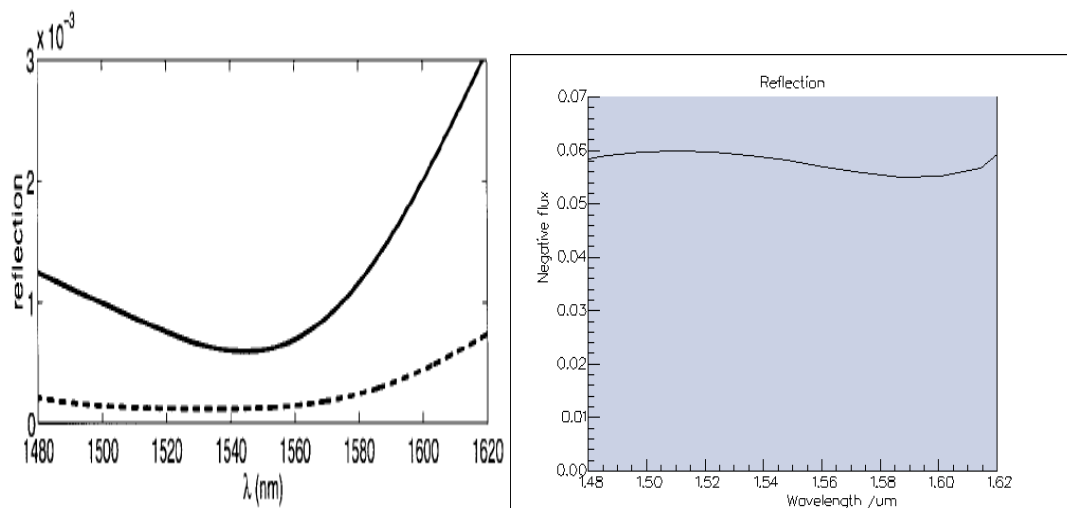 x 10⁻³
3
2
1
0
reflection
1480 1500 1520 1540 1560 1580 1600 1620
λ (nm)
Reflection
0.07
0.06
0.05
0.04
0.03
0.02
0.01
0.00
Negative flux
1.48 1.50 1.52 1.54 1.56 1.58 1.60 1.62
Wavelength /um